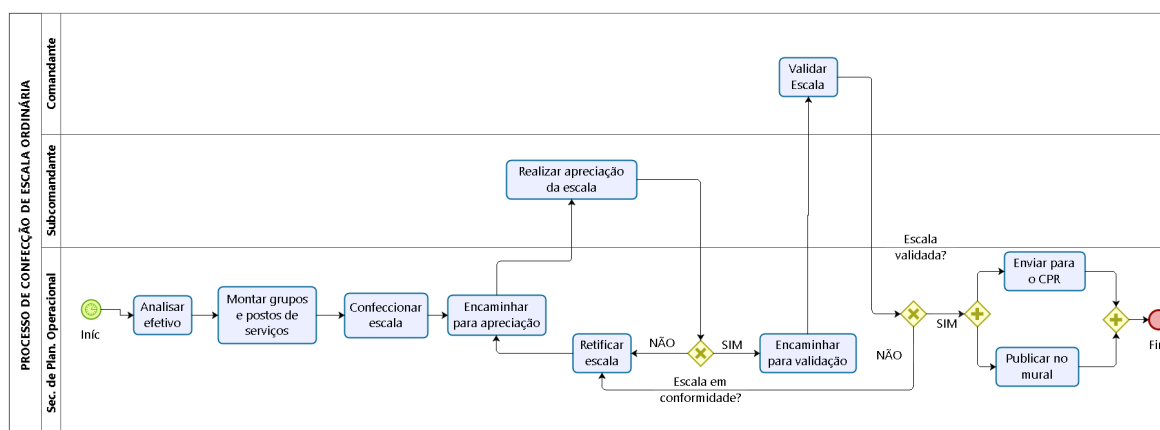 PROCESSO DE CONFECÇÃO DE ESCALA ORDINÁRIA
Comandante
Validar
Escala
Subcomandante
Realizar apreciação
da escala
Sec. de Plan. Operacional
Iníc
Analisar
efetivo
Montar grupos
e postos de
serviços
Confeccionar
escala
Encaminhar
para apreciação
Retificar
escala
NÃO
SIM
Escala em
conformidade?
Encaminhar
para validação
Escala
validada?
NÃO
SIM
Enviar para
o CPR
Publicar no
mural
Fin